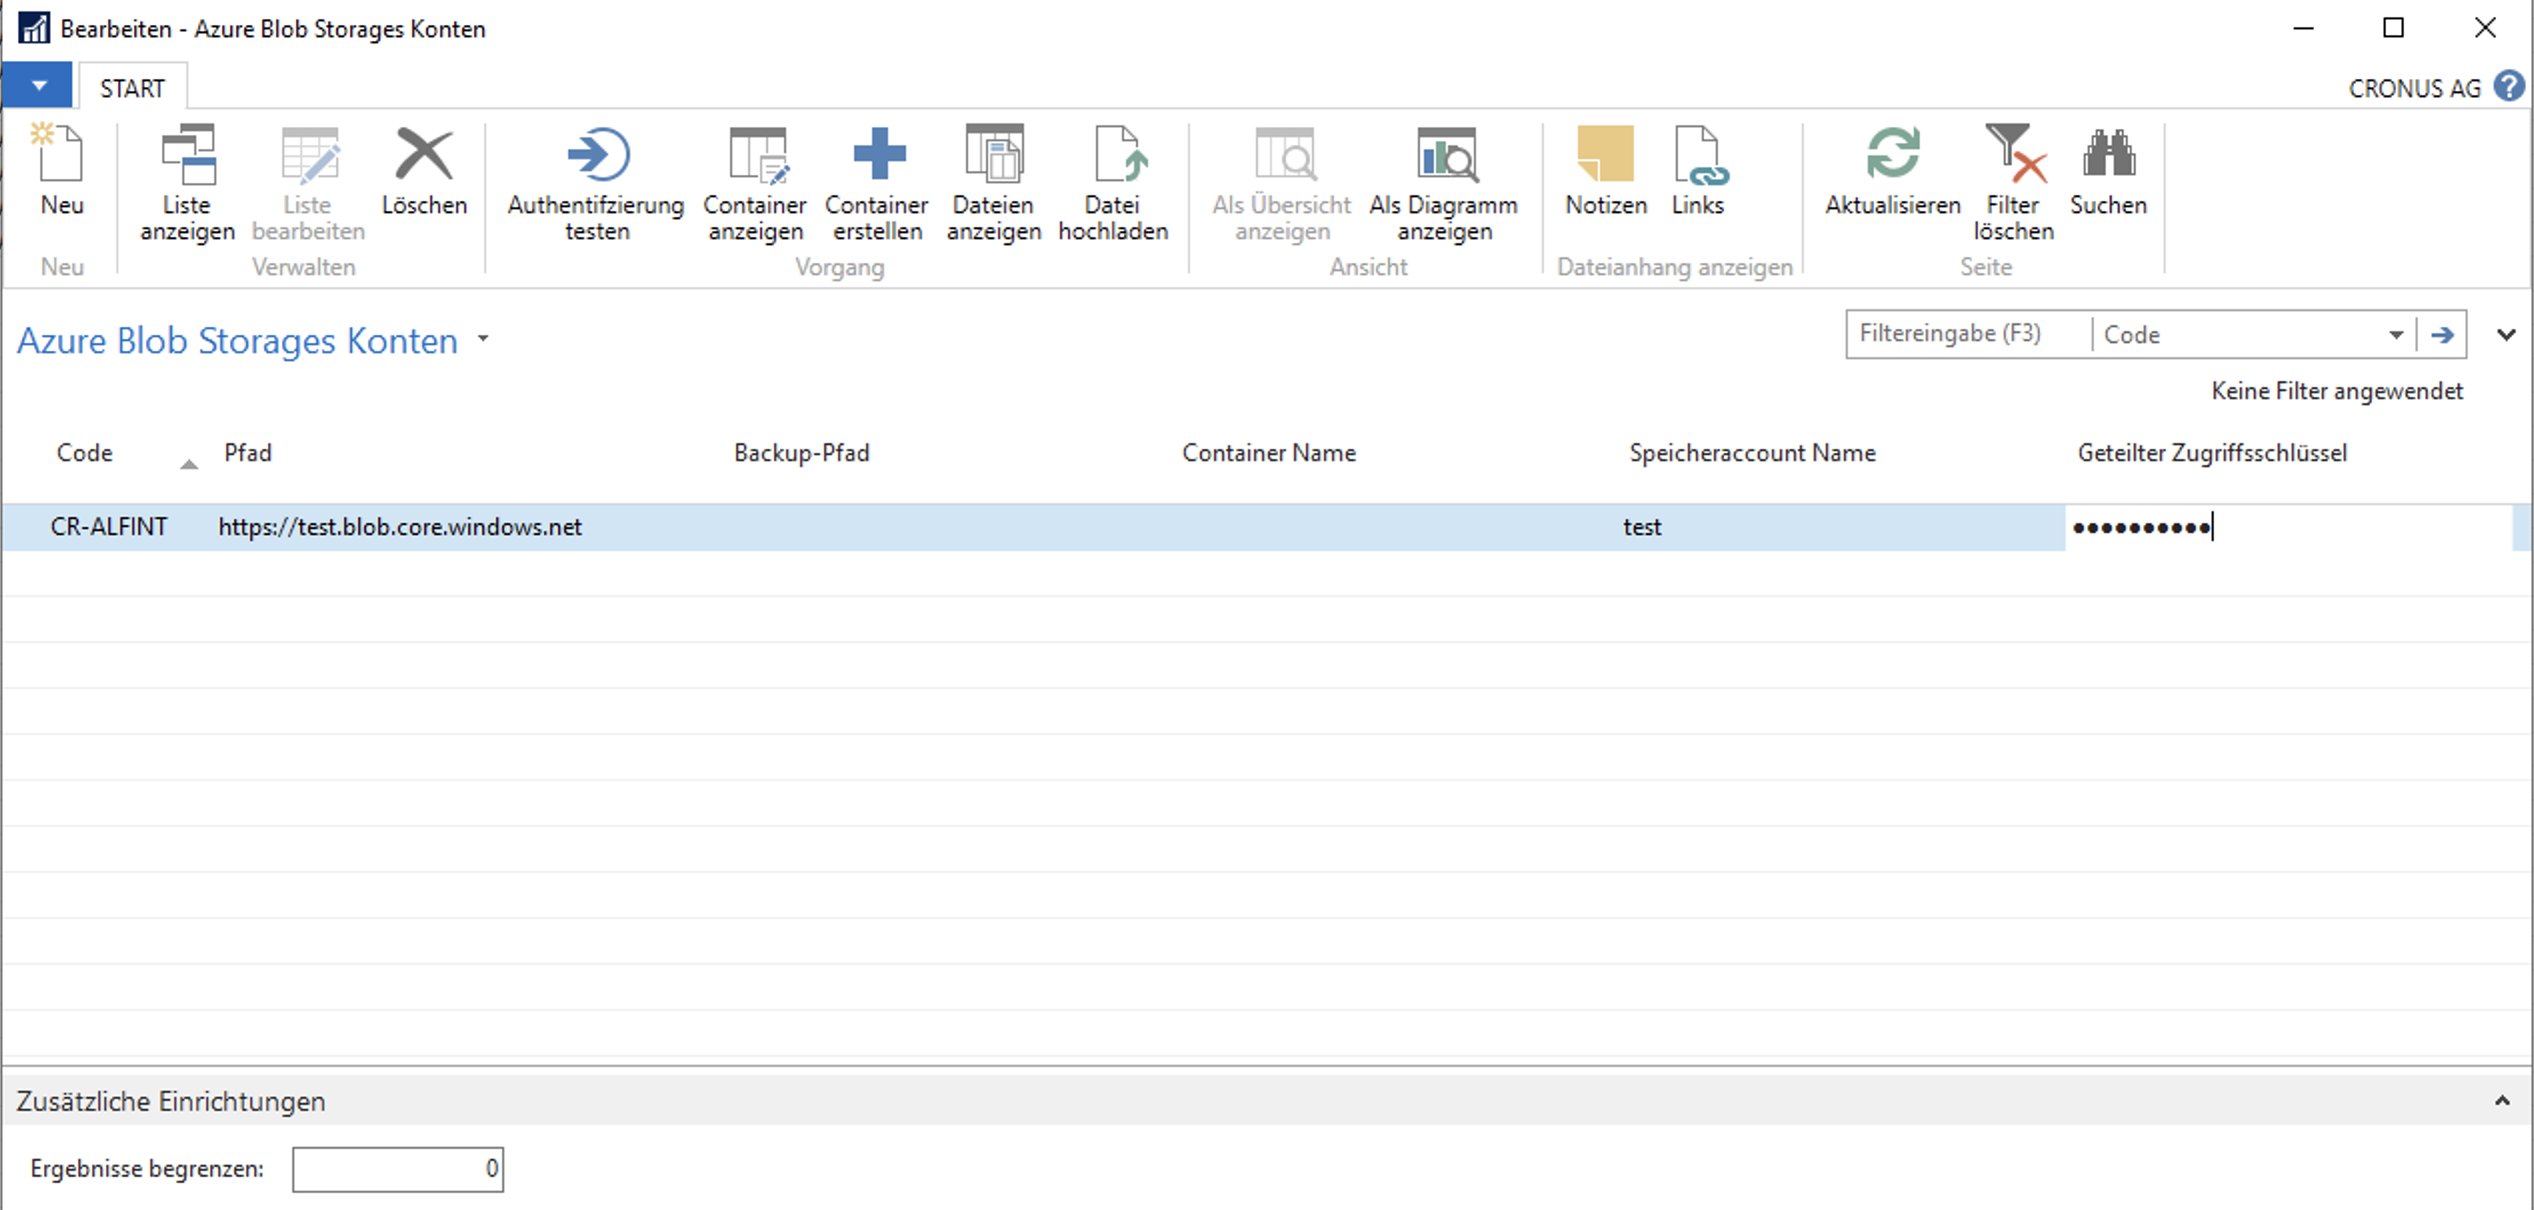 Bearbeiten - Azure Blob Storages Konten
START
CRONUS AG
Neu
Liste anzeigen
Liste bearbeiten
Löschen
Authentifzierung testen
Container anzeigen
Container erstellen
Dateien anzeigen
Datei hochladen
Als Übersicht anzeigen
Als Diagramm anzeigen
Notizen
Links
Aktualisieren
Filter löschen
Suchen
Neu
Verwalten
Vorgang
Ansicht
Dateianhang anzeigen
Seite
Azure Blob Storages Konten
Filtereingabe (F3)
Code
Keine Filter angewendet
Code Pfad Backup-Pfad Container Name Speicheraccount Name Geteilter Zugriffsschlüssel
CR-ALFINT https://test.blob.core.windows.net test ●●●●●●●●●●
Zusätzliche Einrichtungen
Ergebnisse begrenzen: 0